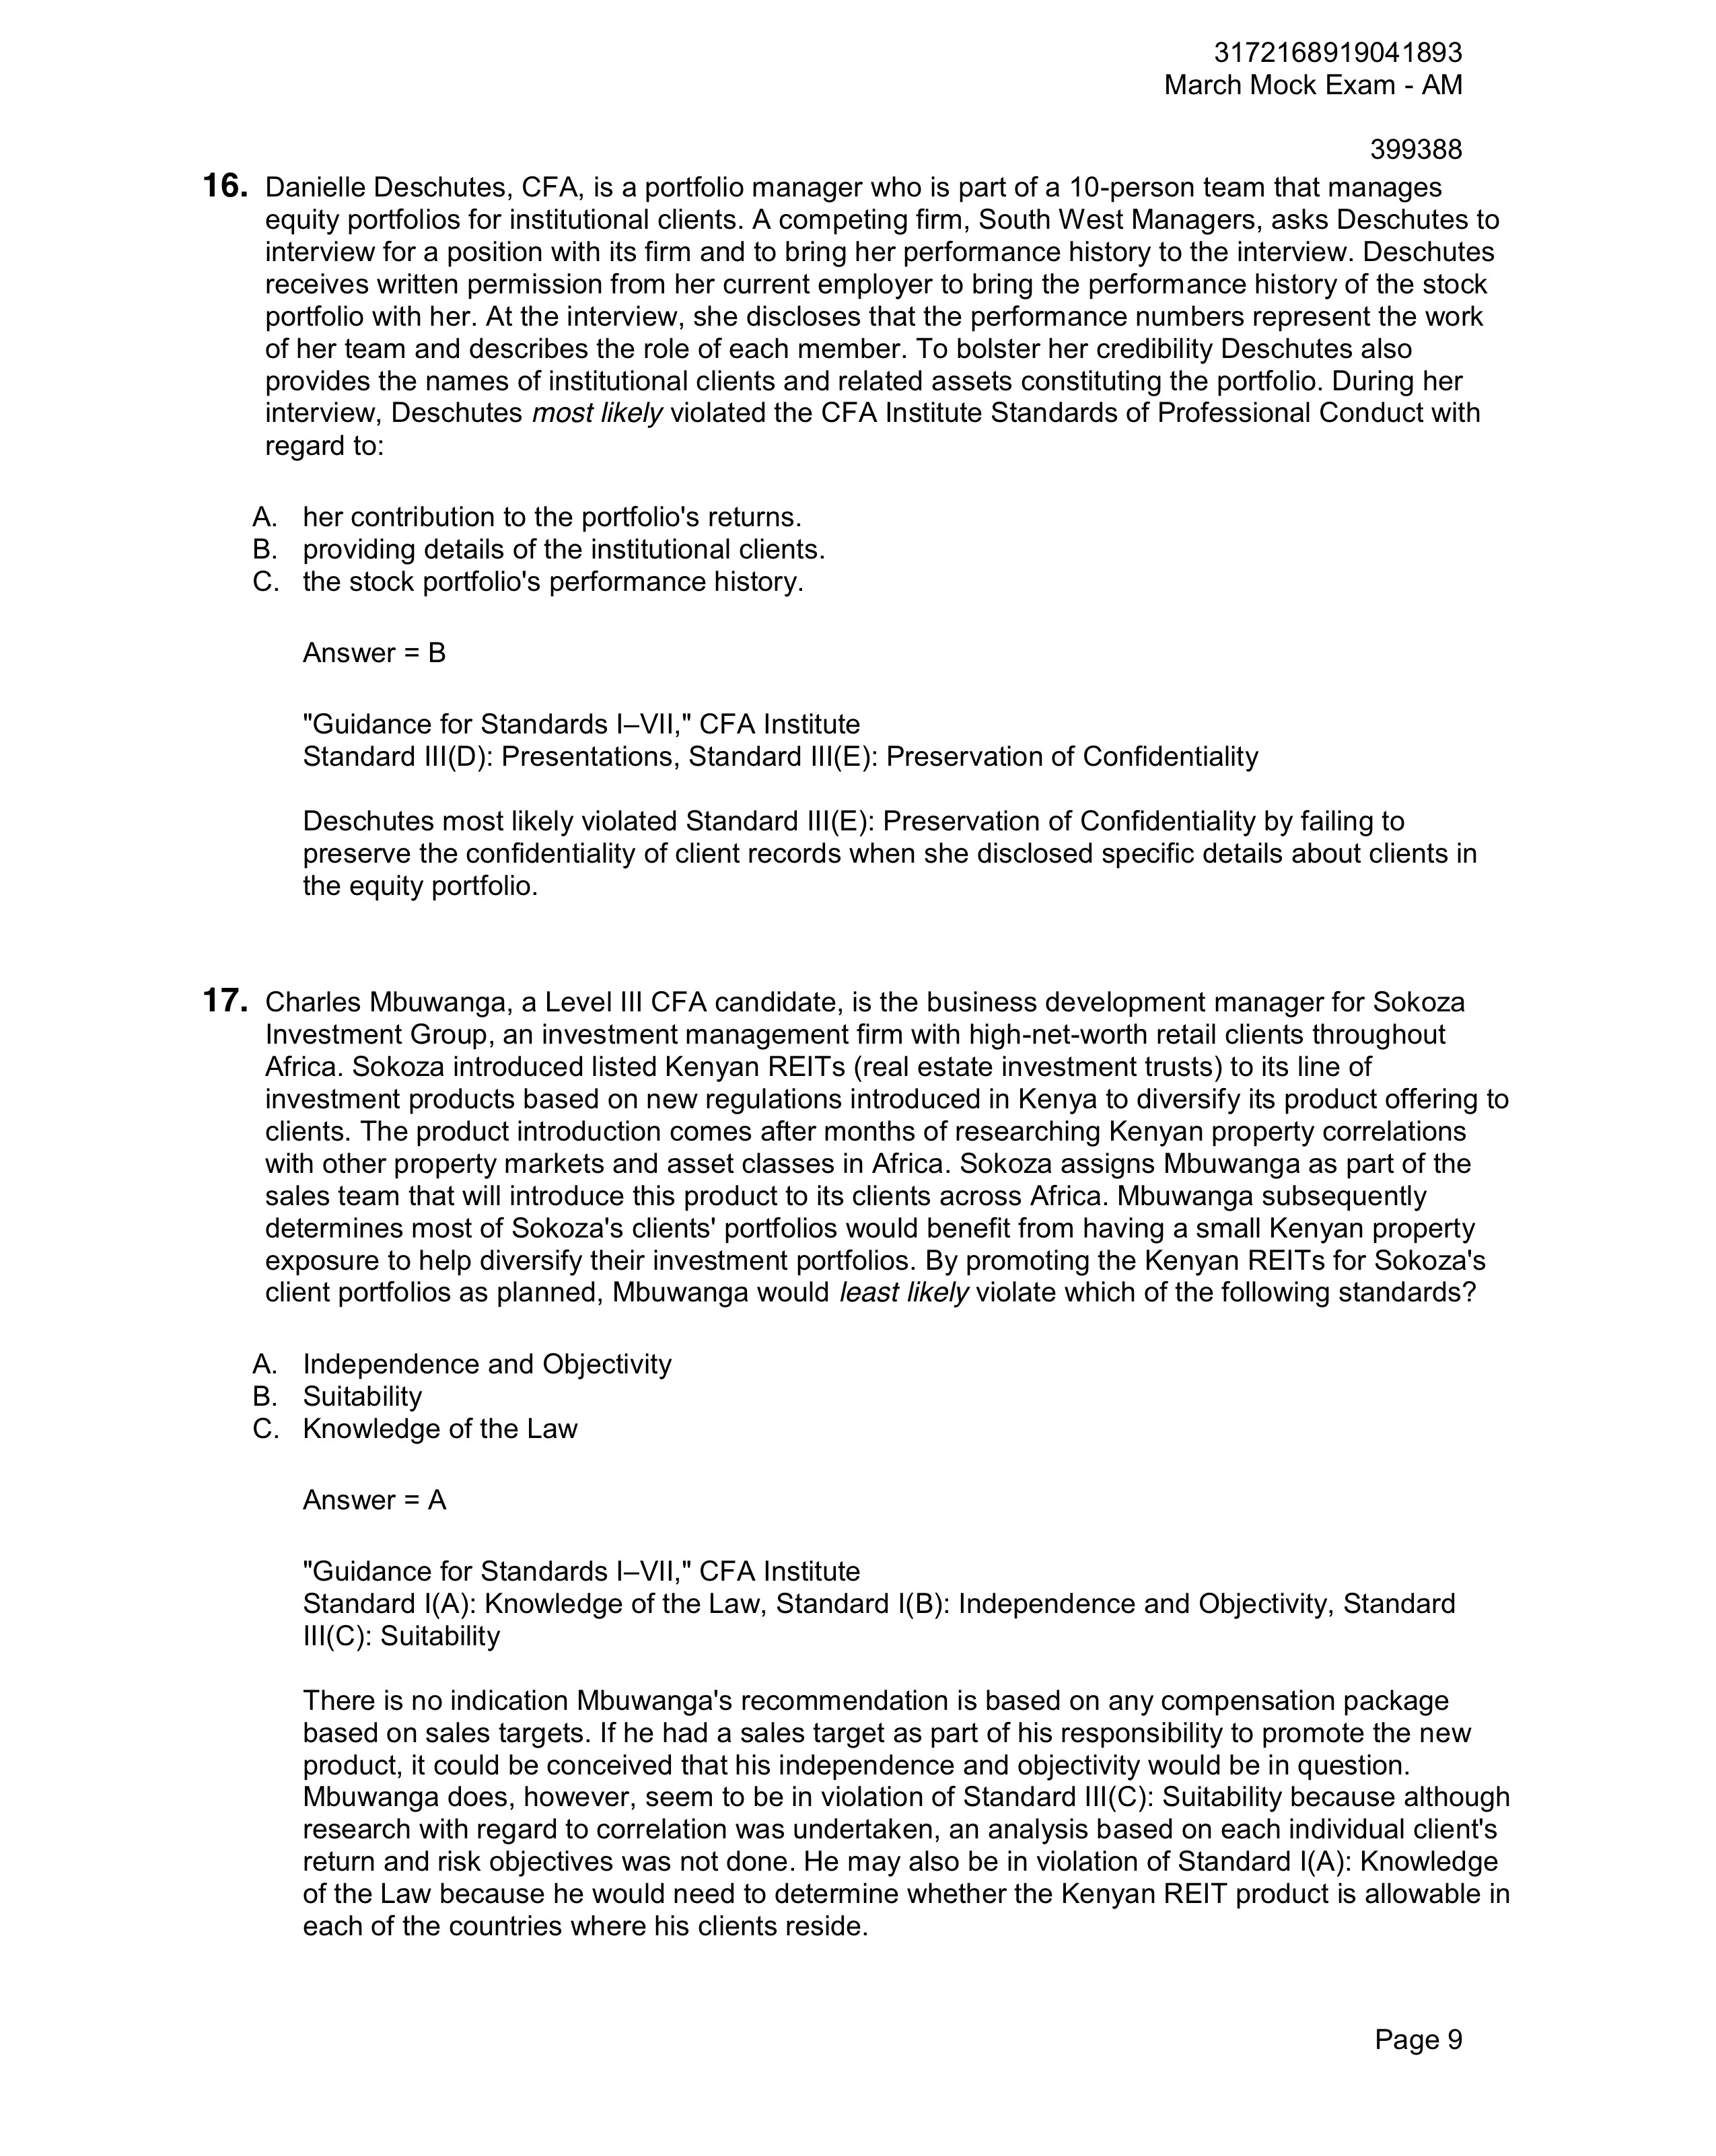 3172168919041893
March Mock Exam - AM
399388
16. Danielle Deschutes, CFA, is a portfolio manager who is part of a 10-person team that manages
equity portfolios for institutional clients. A competing firm, South West Managers, asks Deschutes to
interview for a position with its firm and to bring her performance history to the interview. Deschutes
receives written permission from her current employer to bring the performance history of the stock
portfolio with her. At the interview, she discloses that the performance numbers represent the work
of her team and describes the role of each member. To bolster her credibility Deschutes also
provides the names of institutional clients and related assets constituting the portfolio. During her
interview, Deschutes most likely violated the CFA Institute Standards of Professional Conduct with
regard to:
A. her contribution to the portfolio's returns.
B. providing details of the institutional clients.
C. the stock portfolio's performance history.
Answer = B
"Guidance for Standards I–VII," CFA Institute
Standard III(D): Presentations, Standard III(E): Preservation of Confidentiality
Deschutes most likely violated Standard III(E): Preservation of Confidentiality by failing to
preserve the confidentiality of client records when she disclosed specific details about clients in
the equity portfolio.
17. Charles Mbuwanga, a Level III CFA candidate, is the business development manager for Sokoza
Investment Group, an investment management firm with high-net-worth retail clients throughout
Africa. Sokoza introduced listed Kenyan REITs (real estate investment trusts) to its line of
investment products based on new regulations introduced in Kenya to diversify its product offering to
clients. The product introduction comes after months of researching Kenyan property correlations
with other property markets and asset classes in Africa. Sokoza assigns Mbuwanga as part of the
sales team that will introduce this product to its clients across Africa. Mbuwanga subsequently
determines most of Sokoza's clients' portfolios would benefit from having a small Kenyan property
exposure to help diversify their investment portfolios. By promoting the Kenyan REITs for Sokoza's
client portfolios as planned, Mbuwanga would least likely violate which of the following standards?
A. Independence and Objectivity
B. Suitability
C. Knowledge of the Law
Answer = A
"Guidance for Standards I–VII," CFA Institute
Standard I(A): Knowledge of the Law, Standard I(B): Independence and Objectivity, Standard
III(C): Suitability
There is no indication Mbuwanga's recommendation is based on any compensation package
based on sales targets. If he had a sales target as part of his responsibility to promote the new
product, it could be conceived that his independence and objectivity would be in question.
Mbuwanga does, however, seem to be in violation of Standard III(C): Suitability because although
research with regard to correlation was undertaken, an analysis based on each individual client's
return and risk objectives was not done. He may also be in violation of Standard I(A): Knowledge
of the Law because he would need to determine whether the Kenyan REIT product is allowable in
each of the countries where his clients reside.
Page 9